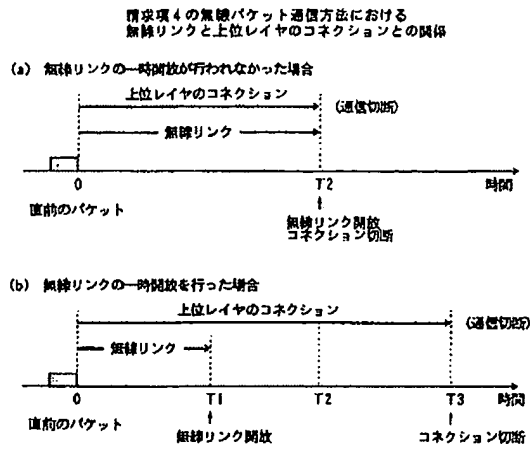 請求項4の無線パケット通信方法における
無線リンクと上位レイヤのコネクションとの関係
(a) 無線リンクの一時開放が行われなかった場合
上位レイヤのコネクション
(通信切断)
無線リンク
0
T2
時間
直前のパケット
無線リンク開放
コネクション切断
(b) 無線リンクの一時開放を行った場合
上位レイヤのコネクション
(通信切断)
無線リンク
0
T1
T2
T3
時間
直前のパケット
無線リンク開放
コネクション切断